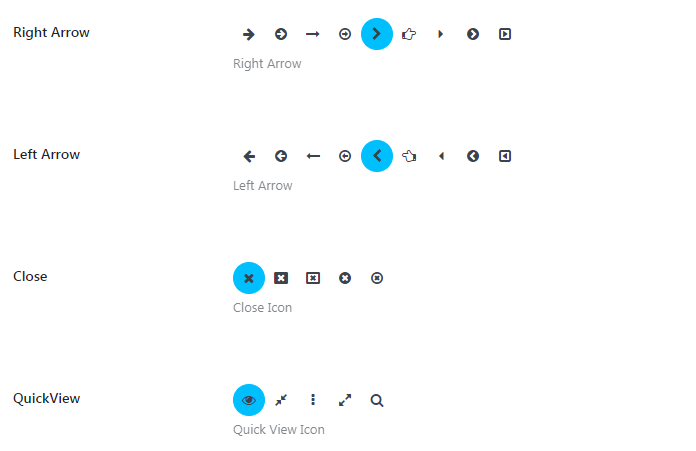 Right Arrow
Right Arrow
Left Arrow
Left Arrow
Close
Close Icon
QuickView
Quick View Icon